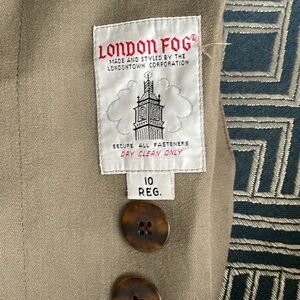 LONDON FOG®
MADE AND STYLED BY THE
LONDONTOWN CORPORATION
SECURE ALL FASTENERS
DRY CLEAN ONLY
10
REG.